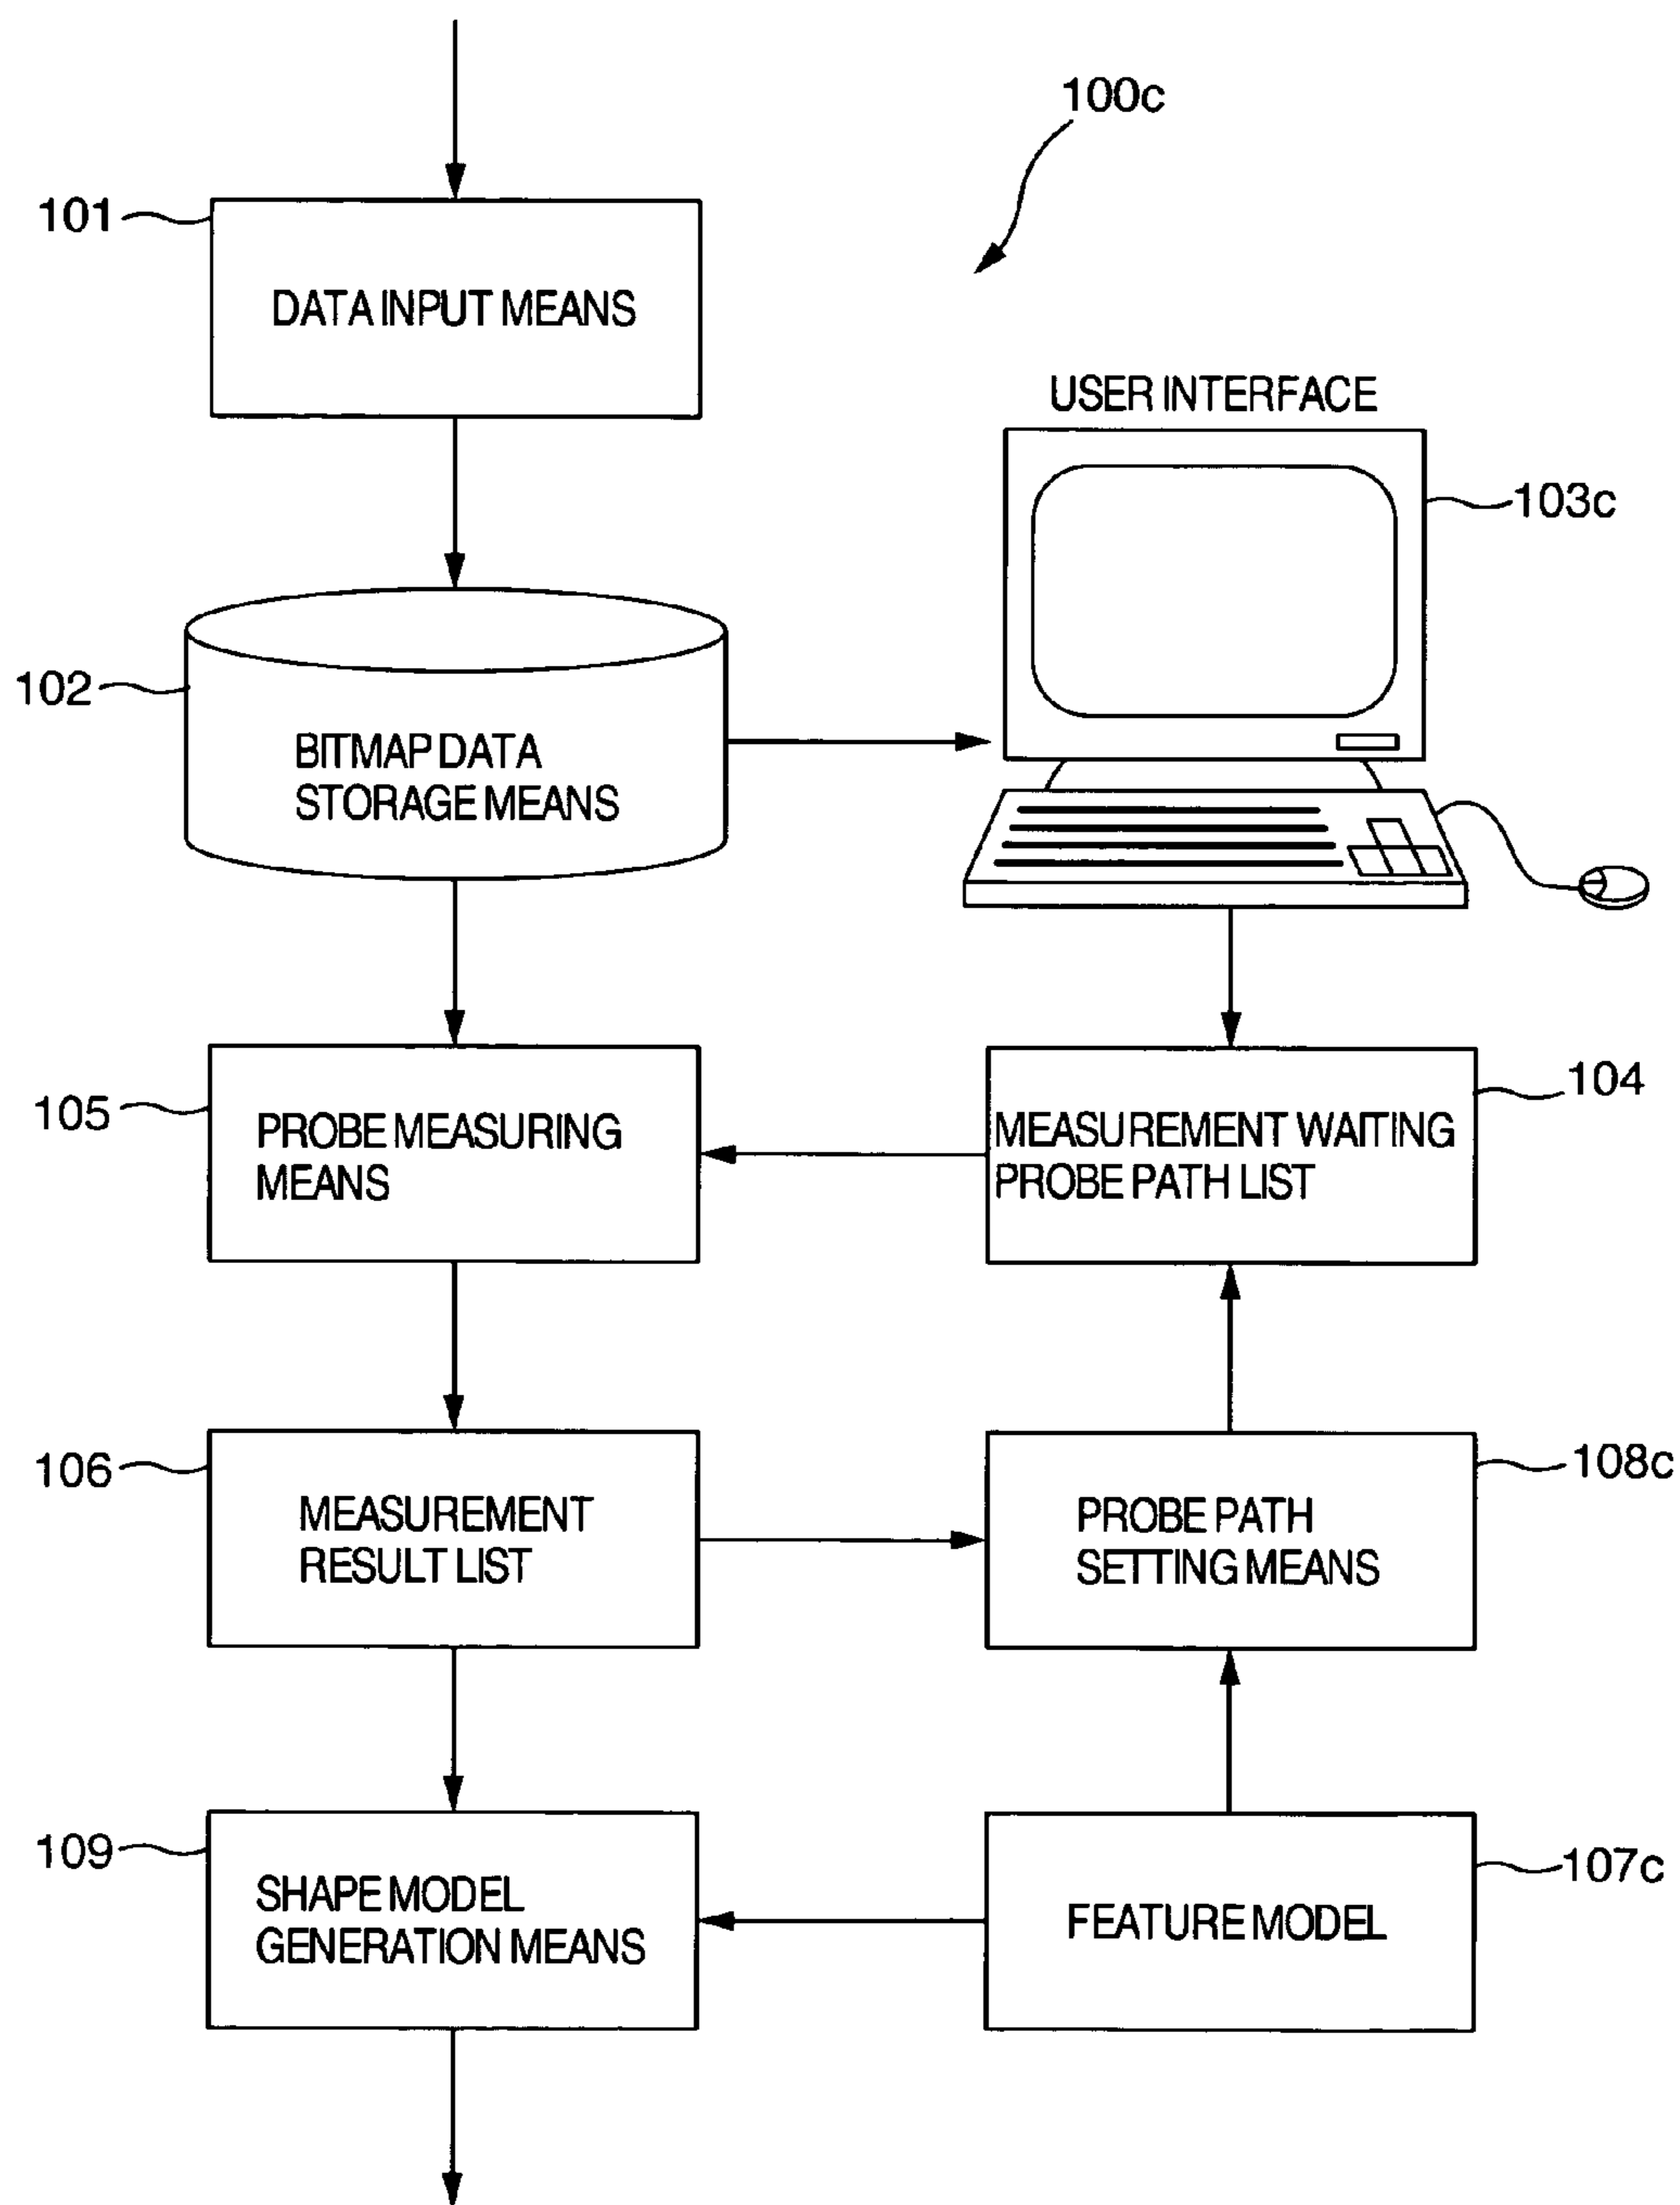 100c
101
DATA INPUT MEANS
USER INTERFACE
103c
102
BITMAP DATA
STORAGE MEANS
104
105
PROBE MEASURING
MEANS
MEASUREMENT WAITING
PROBE PATH LIST
106
MEASUREMENT
RESULT LIST
108c
PROBE PATH
SETTING MEANS
109
SHAPE MODEL
GENERATION MEANS
107c
FEATURE MODEL